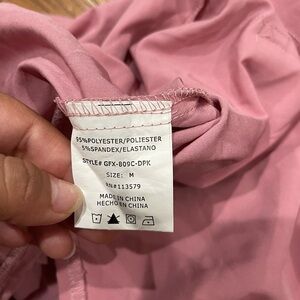 95%POLYESTER/POLIESTER
5%SPANDEX/ELASTANO
STYLE# GFX-809C-DPK
SIZE: M
RN#113579
MADE IN CHINA
HECHO EN CHINA